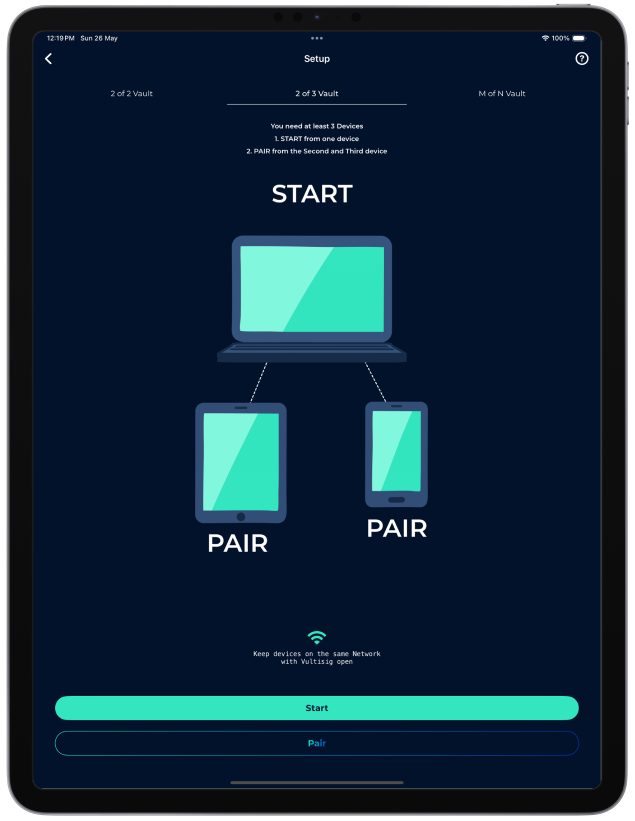 12:19 PM Sun 26 May
100%
Setup
2 of 2 Vault
2 of 3 Vault
M of N Vault
You need at least 3 Devices
1. START from one device
2. PAIR from the Second and Third device
START
PAIR
PAIR
Keep devices on the same Network
with Vultisig open
Start
Pair